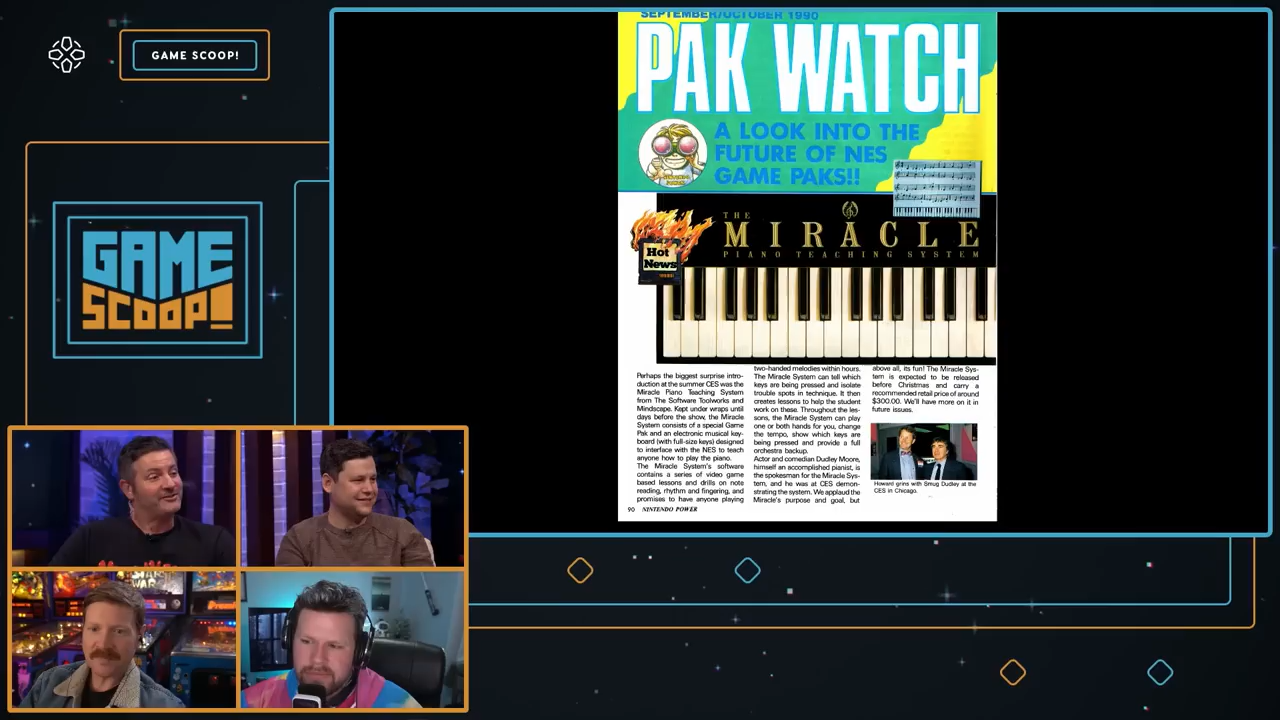 GAME SCOOP!
GAME
SCOOP!
SEPTEMBER/OCTOBER 1990
PAK WATCH
A LOOK INTO THE
FUTURE OF NES
GAME PAKS!!
THE
MIRACLE
PIANO TEACHING SYSTEM
Hot
News
Perhaps the biggest surprise intro-
duction at the summer CES was the
Miracle Piano Teaching System
from The Software Toolworks and
Mindscape. Kept under wraps until
days before the show, the Miracle
System consists of a special Game
Pak and an electronic musical key-
board (with full-size keys) designed
to interface with the NES to teach
anyone how to play the piano.
The Miracle System's software
contains a series of video game
based lessons and drills on note
reading, rhythm and fingering, and
promises to have anyone playing
two-handed melodies within hours.
The Miracle System can tell which
keys are being pressed and isolate
trouble spots in technique. It then
creates lessons to help the student
work on these. Throughout the les-
sons, the Miracle System can play
one or both hands for you, change
the tempo, show which keys are
being pressed and provide a full
orchestra backup.
Actor and comedian Dudley Moore,
himself an accomplished pianist, is
the spokesman for the Miracle Sys-
tem, and he was at CES demon-
strating the system. We applaud the
Miracle's purpose and goal, but
above all, its fun! The Miracle Sys-
tem is expected to be released
before Christmas and carry a
recommended retail price of around
$300.00. We'll have more on it in
future issues.
Howard grins with Smug Dudley at the
CES in Chicago.
90 NINTENDO POWER